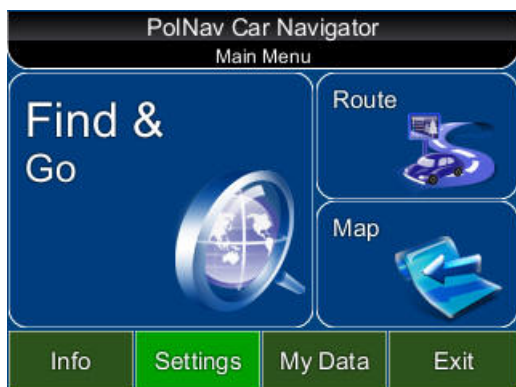 PolNav Car Navigator
Main Menu
Find &
Go
Route
Map
Info
Settings
My Data
Exit